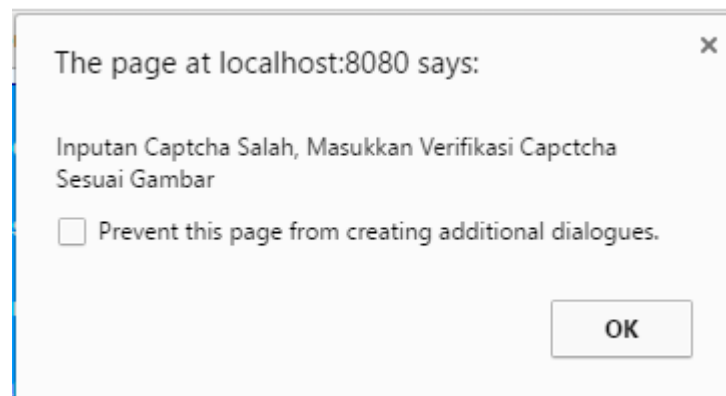 The page at localhost:8080 says:
Inputan Captcha Salah, Masukkan Verifikasi Capctcha
Sesuai Gambar
Prevent this page from creating additional dialogues.
OK